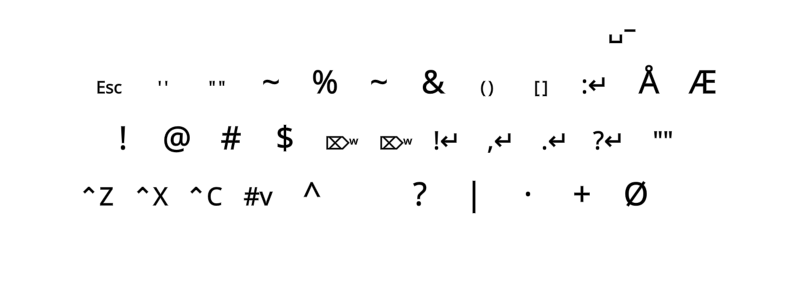 ␣–
Esc '' "" ~ % ~ & () [] :↵ Å Æ
! @ # $ ⌦w ⌦w !↵ ,↵ .↵ ?↵ ""
^Z ^X ^C #v ^ ? | · + Ø